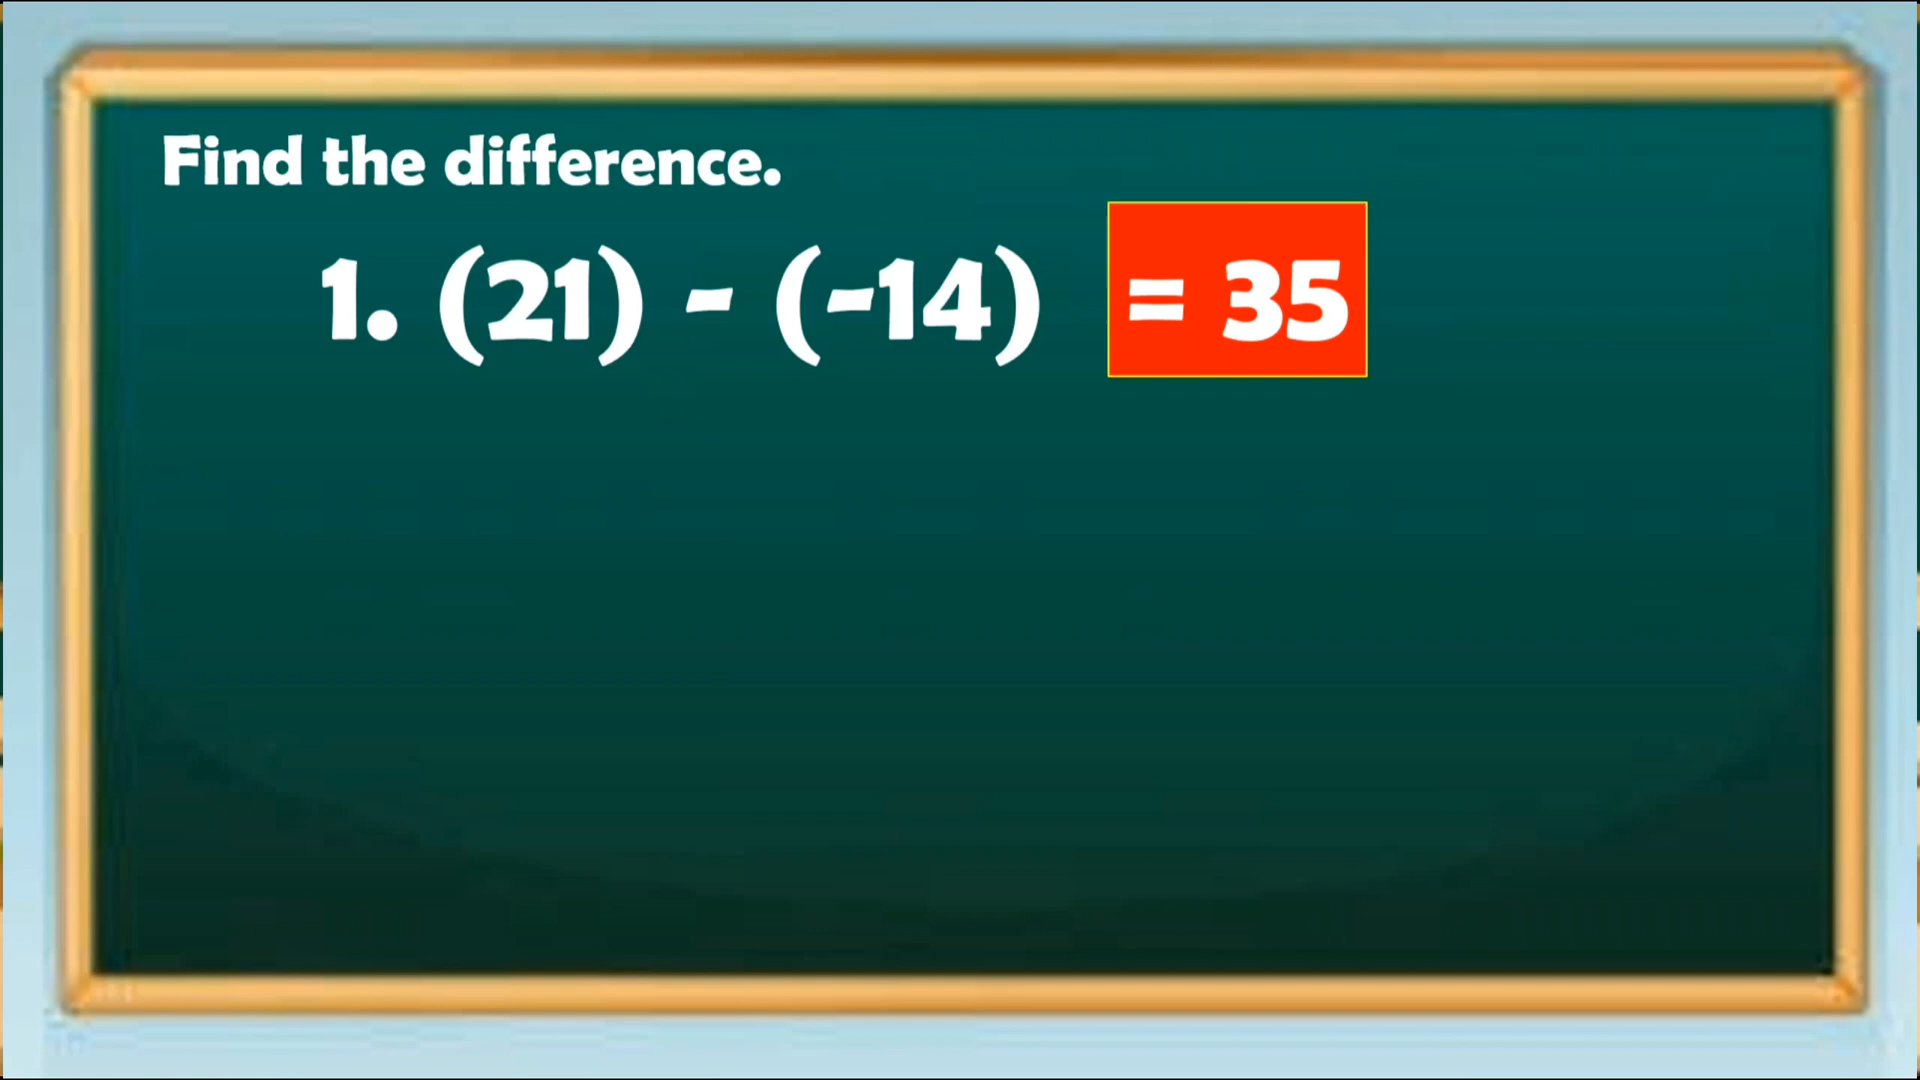 Find the difference.
1. (21) - (-14) = 35